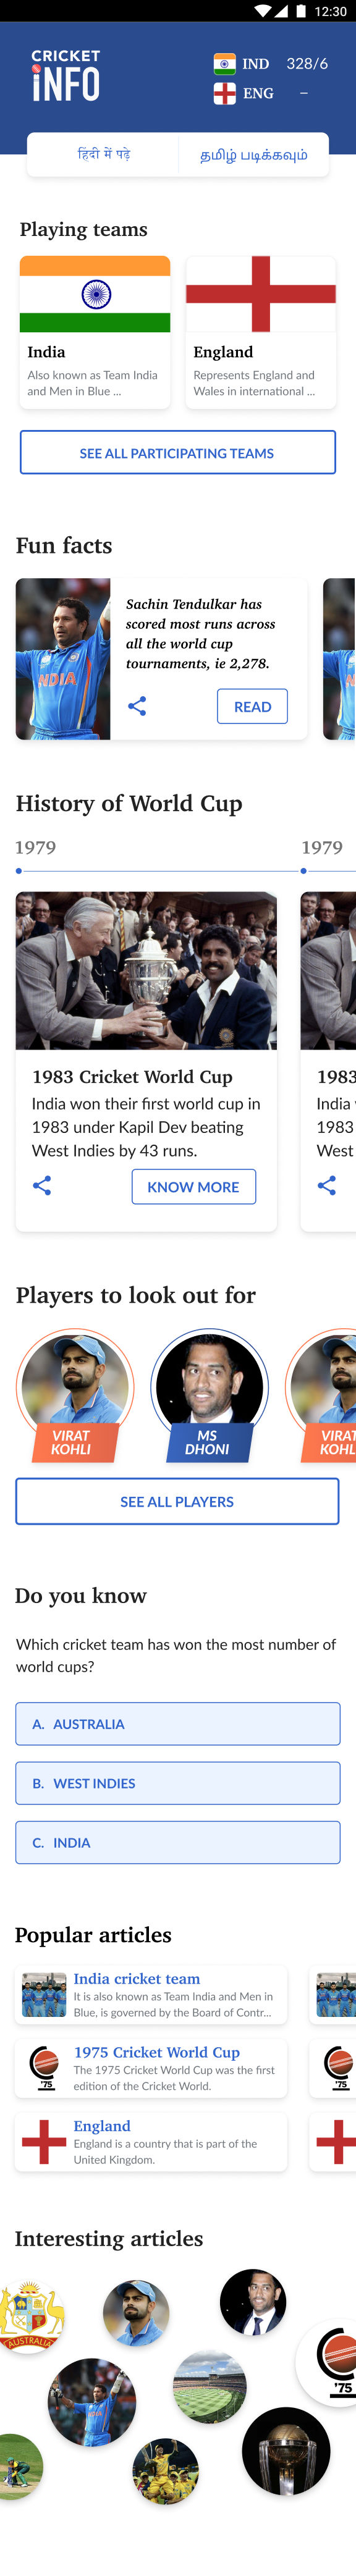 12:30
CRICKET
INFO
IND 328/6
ENG –
हिंदी में पढ़े
தமிழ் படிக்கவும்
Playing teams
India
Also known as Team India
and Men in Blue ...
England
Represents England and
Wales in international ...
SEE ALL PARTICIPATING TEAMS
Fun facts
INDIA
Sachin Tendulkar has
scored most runs across
all the world cup
tournaments, ie 2,278.
READ
History of World Cup
1979
1979
1983 Cricket World Cup
India won their first world cup in
1983 under Kapil Dev beating
West Indies by 43 runs.
KNOW MORE
1983
India
1983
West
Players to look out for
VIRAT
KOHLI
MS
DHONI
VIRAT
KOHL
SEE ALL PLAYERS
Do you know
Which cricket team has won the most number of
world cups?
A. AUSTRALIA
B. WEST INDIES
C. INDIA
Popular articles
India cricket team
It is also known as Team India and Men in
Blue, is governed by the Board of Contr...
'75
1975 Cricket World Cup
The 1975 Cricket World Cup was the first
edition of the Cricket World.
'75
England
England is a country that is part of the
United Kingdom.
Interesting articles
AUSTRALIA
'75